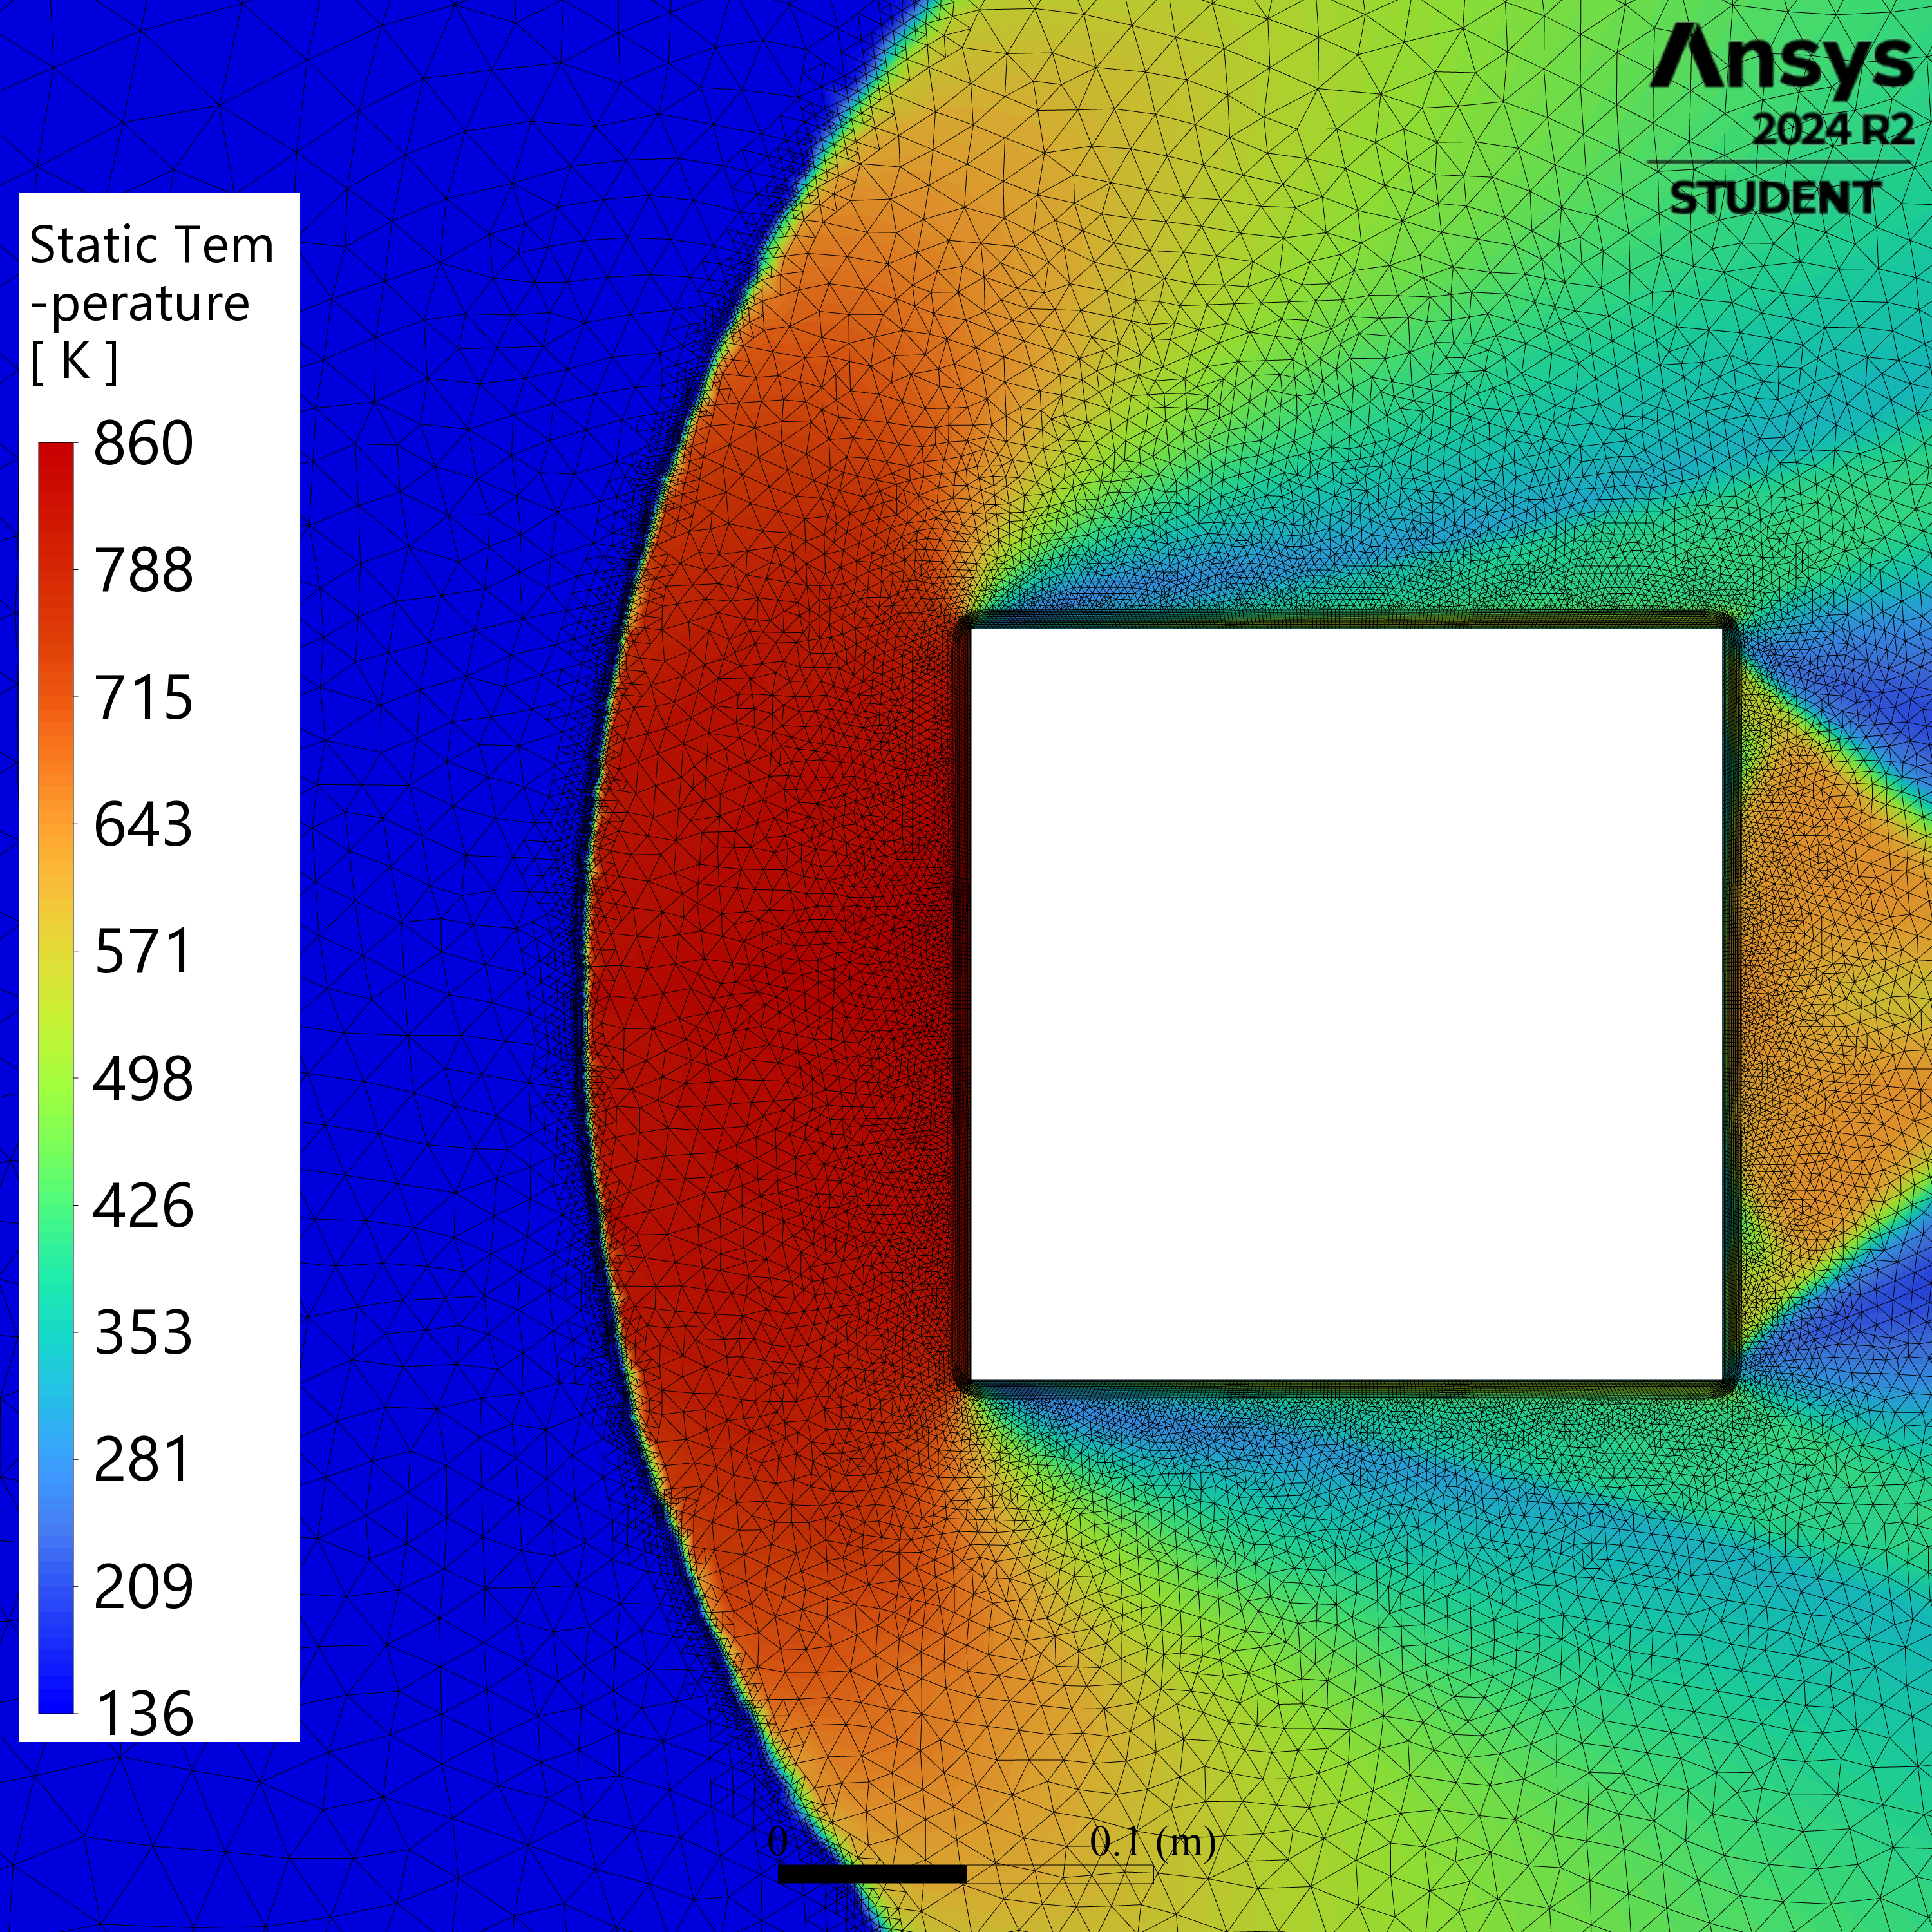 Ansys
2024 R2
STUDENT
Static Tem
-perature
[ K ]
860
788
715
643
571
498
426
353
281
209
136
0 0.1 (m)